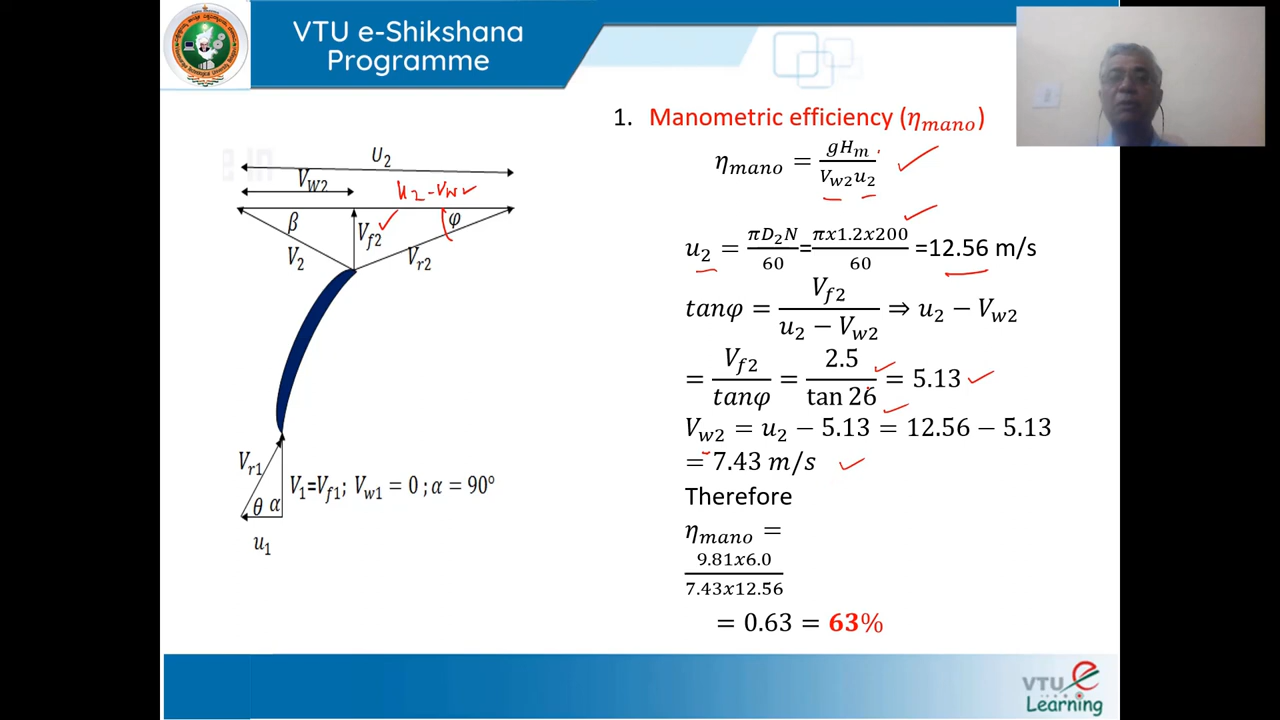 VTU e-Shikshana
Programme
1. Manometric efficiency (η_mano)
η_mano = gH_m / V_w2 u_2
u_2 = πD_2N / 60 = πx1.2x200 / 60 =12.56 m/s
tanφ = V_f2 / u_2 − V_w2 ⇒ u_2 − V_w2
= V_f2 / tanφ = 2.5 / tan 26 = 5.13
V_w2 = u_2 − 5.13 = 12.56 − 5.13
= 7.43 m/s
Therefore
η_mano =
9.81x6.0 / 7.43x12.56
= 0.63 = 63%
U_2
V_W2
u_2 - Vw
β
V_f2
φ
V_2
V_r2
V_r1
V_1=V_f1; V_w1 = 0 ; α = 90°
θ α
u_1
VTU e
Learning